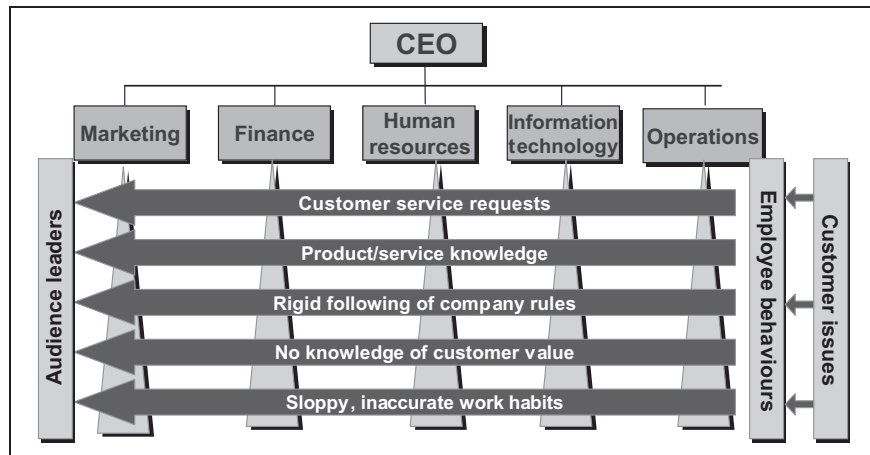 CEO
Marketing
Finance
Human
resources
Information
technology
Operations
Audience leaders
Customer service requests
Product/service knowledge
Rigid following of company rules
No knowledge of customer value
Sloppy, inaccurate work habits
Employee behaviours
Customer issues